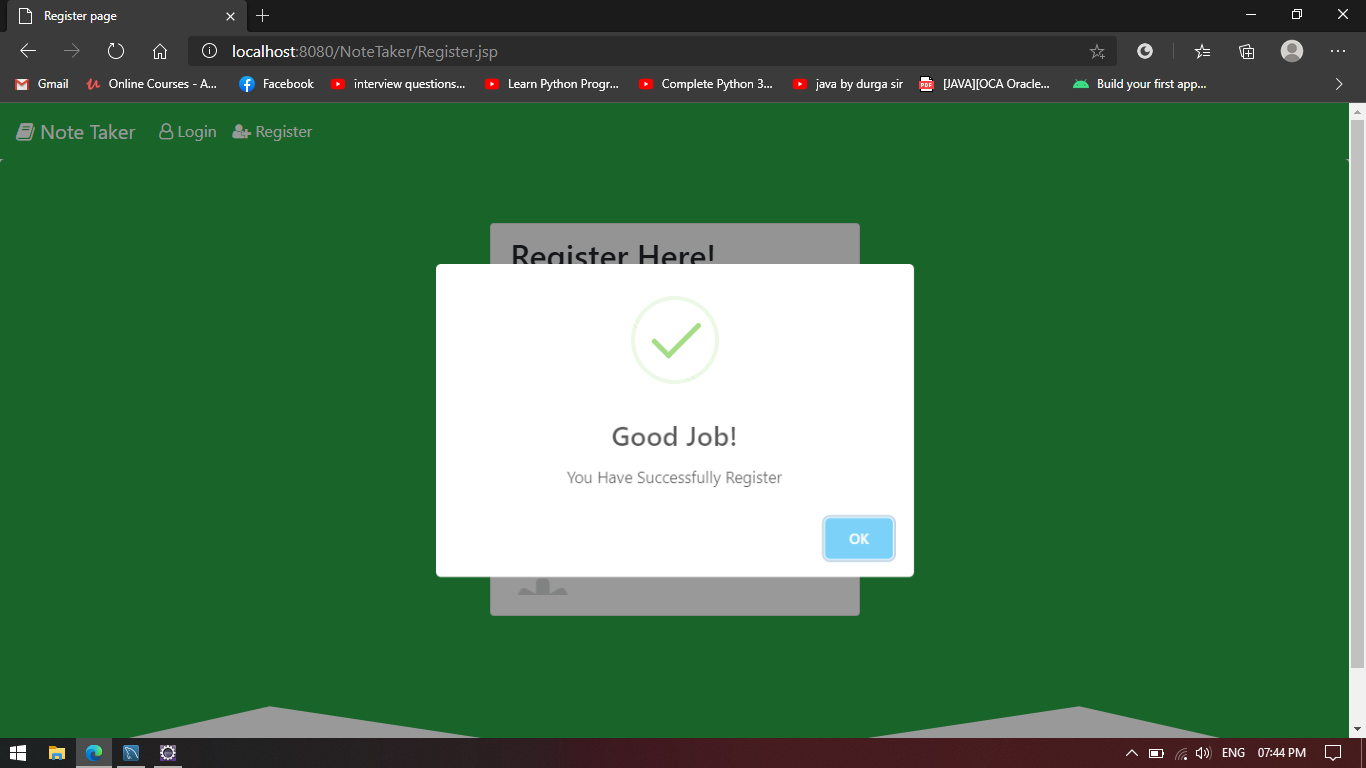 Register page
localhost:8080/NoteTaker/Register.jsp
Gmail Online Courses - A... Facebook interview questions... Learn Python Progr... Complete Python 3... java by durga sir PDF [JAVA][OCA Oracle... Build your first app...
Note Taker Login Register
Register Here!
Good Job!
You Have Successfully Register
OK
ENG 07:44 PM